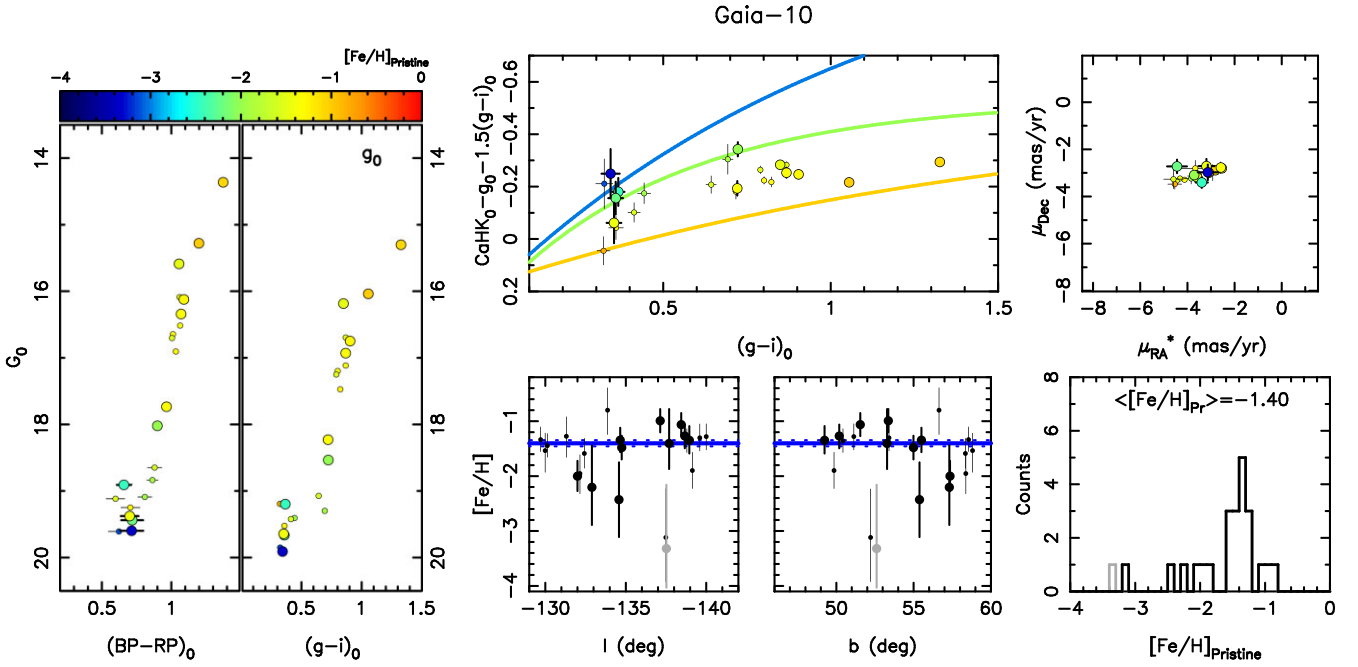 Gaia−10
[Fe/H]Pristine
−4 −3 −2 −1 0
g0
14 16 18 20
G0
14 16 18 20
0.5 1
(BP−RP)0
0.5 1 1.5
(g−i)0
−0.6 −0.4 −0.2 0 0.2
CaHK0−g0−1.5(g−i)0
0.5 1 1.5
(g−i)0
0 −2 −4 −6 −8
μDec (mas/yr)
−8 −6 −4 −2 0
μRA* (mas/yr)
−1 −2 −3 −4
[Fe/H]
−130 −135 −140
l (deg)
50 55 60
b (deg)
<[Fe/H]Pr>=−1.40
8 6 4 2 0
Counts
−4 −3 −2 −1 0
[Fe/H]Pristine